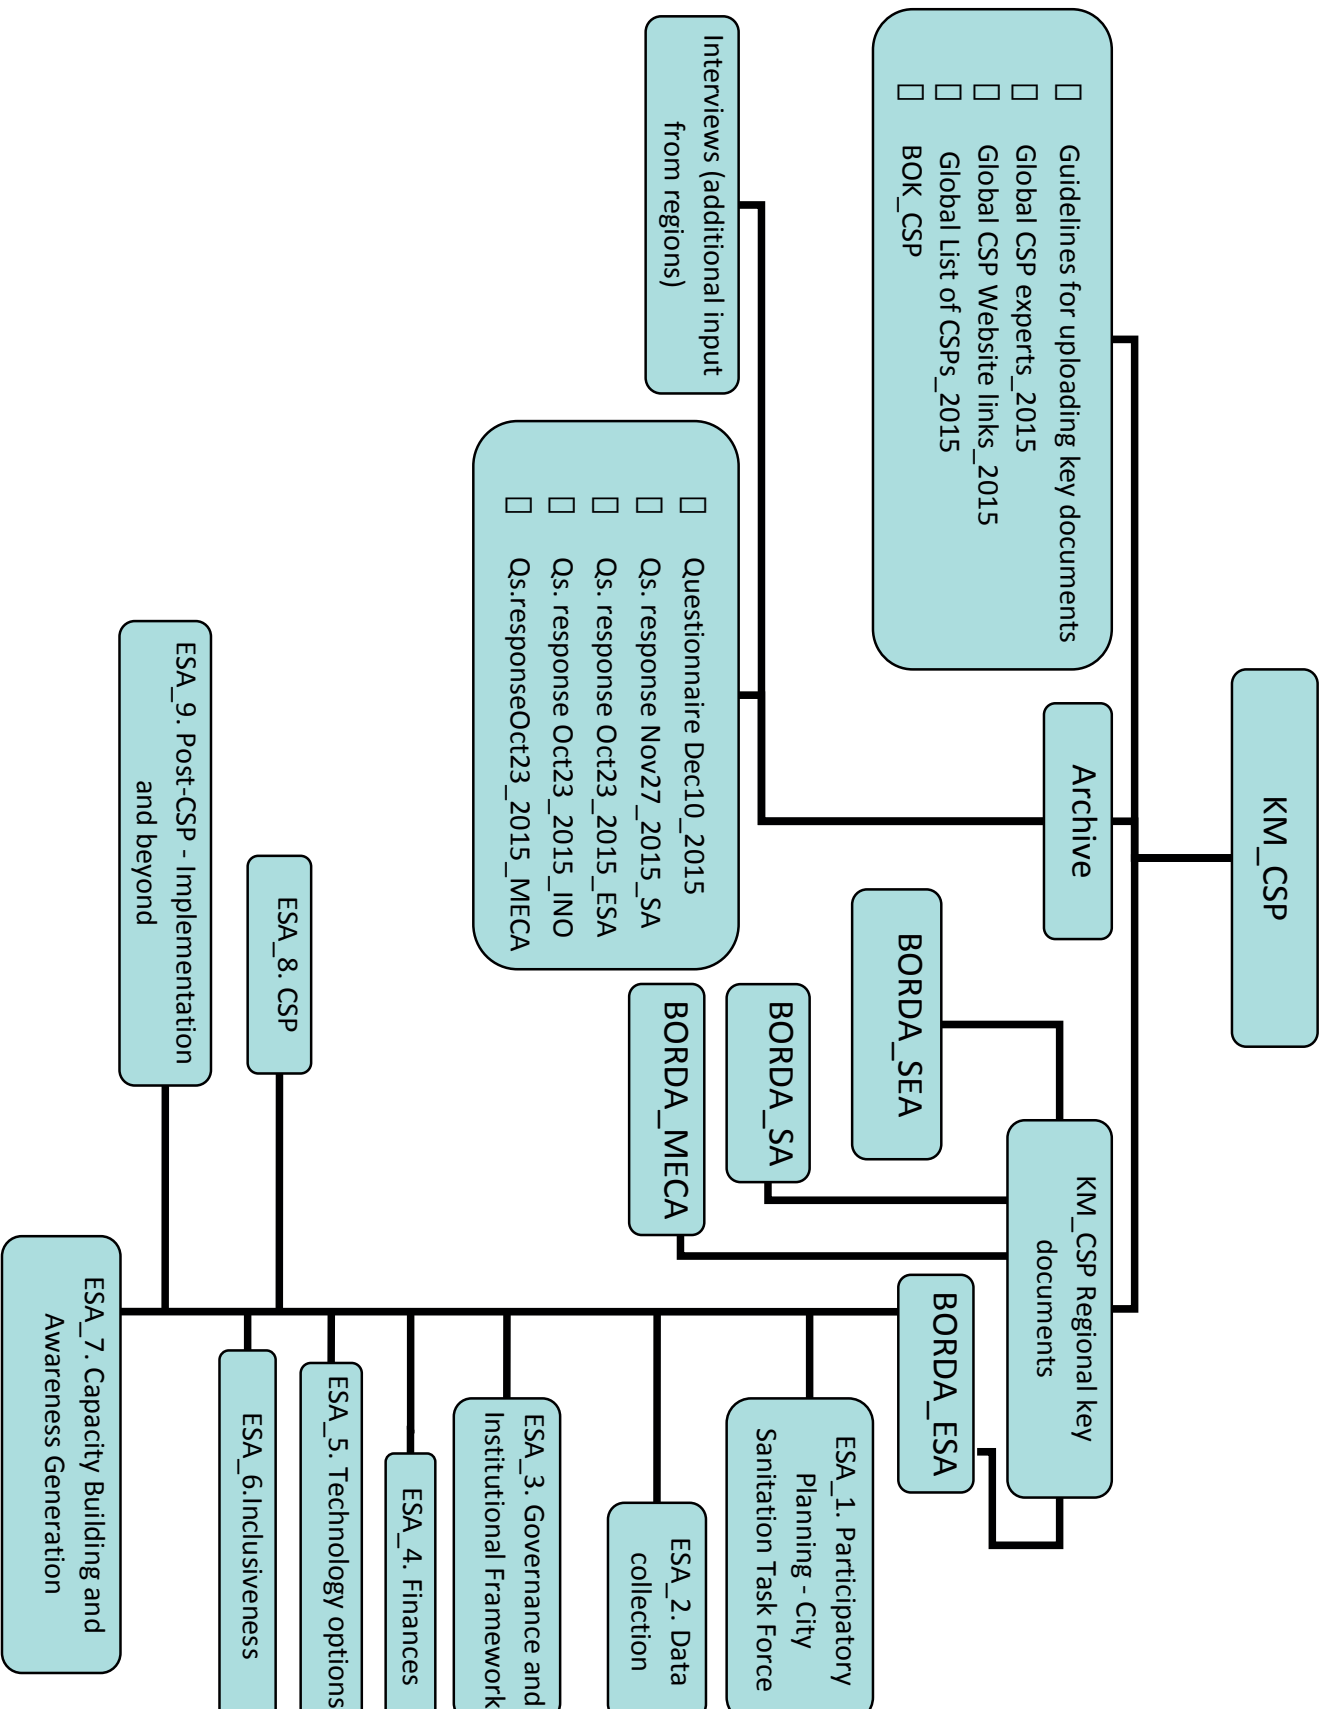 KM_CSP
Guidelines for uploading key documents
Global CSP experts_2015
Global CSP Website links_2015
Global List of CSPs_2015
BOK_CSP
Archive
KM_CSP Regional key
documents
Interviews (additional input
from regions)
Questionnaire Dec10_2015
Qs. response Nov27_2015_SA
Qs. response Oct23_2015_ESA
Qs. response Oct23_2015_INO
Qs.responseOct23_2015_MECA
BORDA_SEA
BORDA_SA
BORDA_MECA
BORDA_ESA
ESA_1. Participatory
Planning - City
Sanitation Task Force
ESA_2. Data
collection
ESA_3. Governance and
Institutional Framework
ESA_4. Finances
ESA_5. Technology options
ESA_6.Inclusiveness
ESA_7. Capacity Building and
Awareness Generation
ESA_8. CSP
ESA_9. Post-CSP - Implementation
and beyond